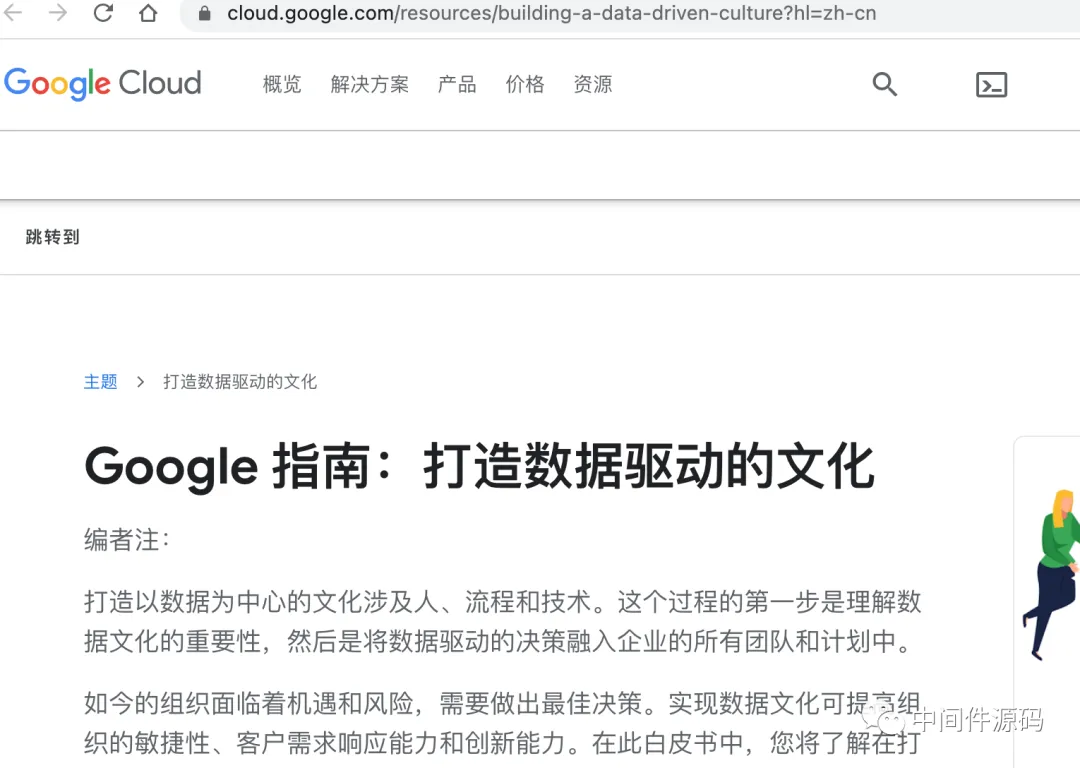 cloud.google.com/resources/building-a-data-driven-culture?hl=zh-cn
Google Cloud 概览 解决方案 产品 价格 资源
跳转到
主题 > 打造数据驱动的文化
Google 指南：打造数据驱动的文化
编者注：
打造以数据为中心的文化涉及人、流程和技术。这个过程的第一步是理解数
据文化的重要性，然后是将数据驱动的决策融入企业的所有团队和计划中。
如今的组织面临着机遇和风险，需要做出最佳决策。实现数据文化可提高组
织的敏捷性、客户需求响应能力和创新能力。在此白皮书中，您将了解在打
中间件源码